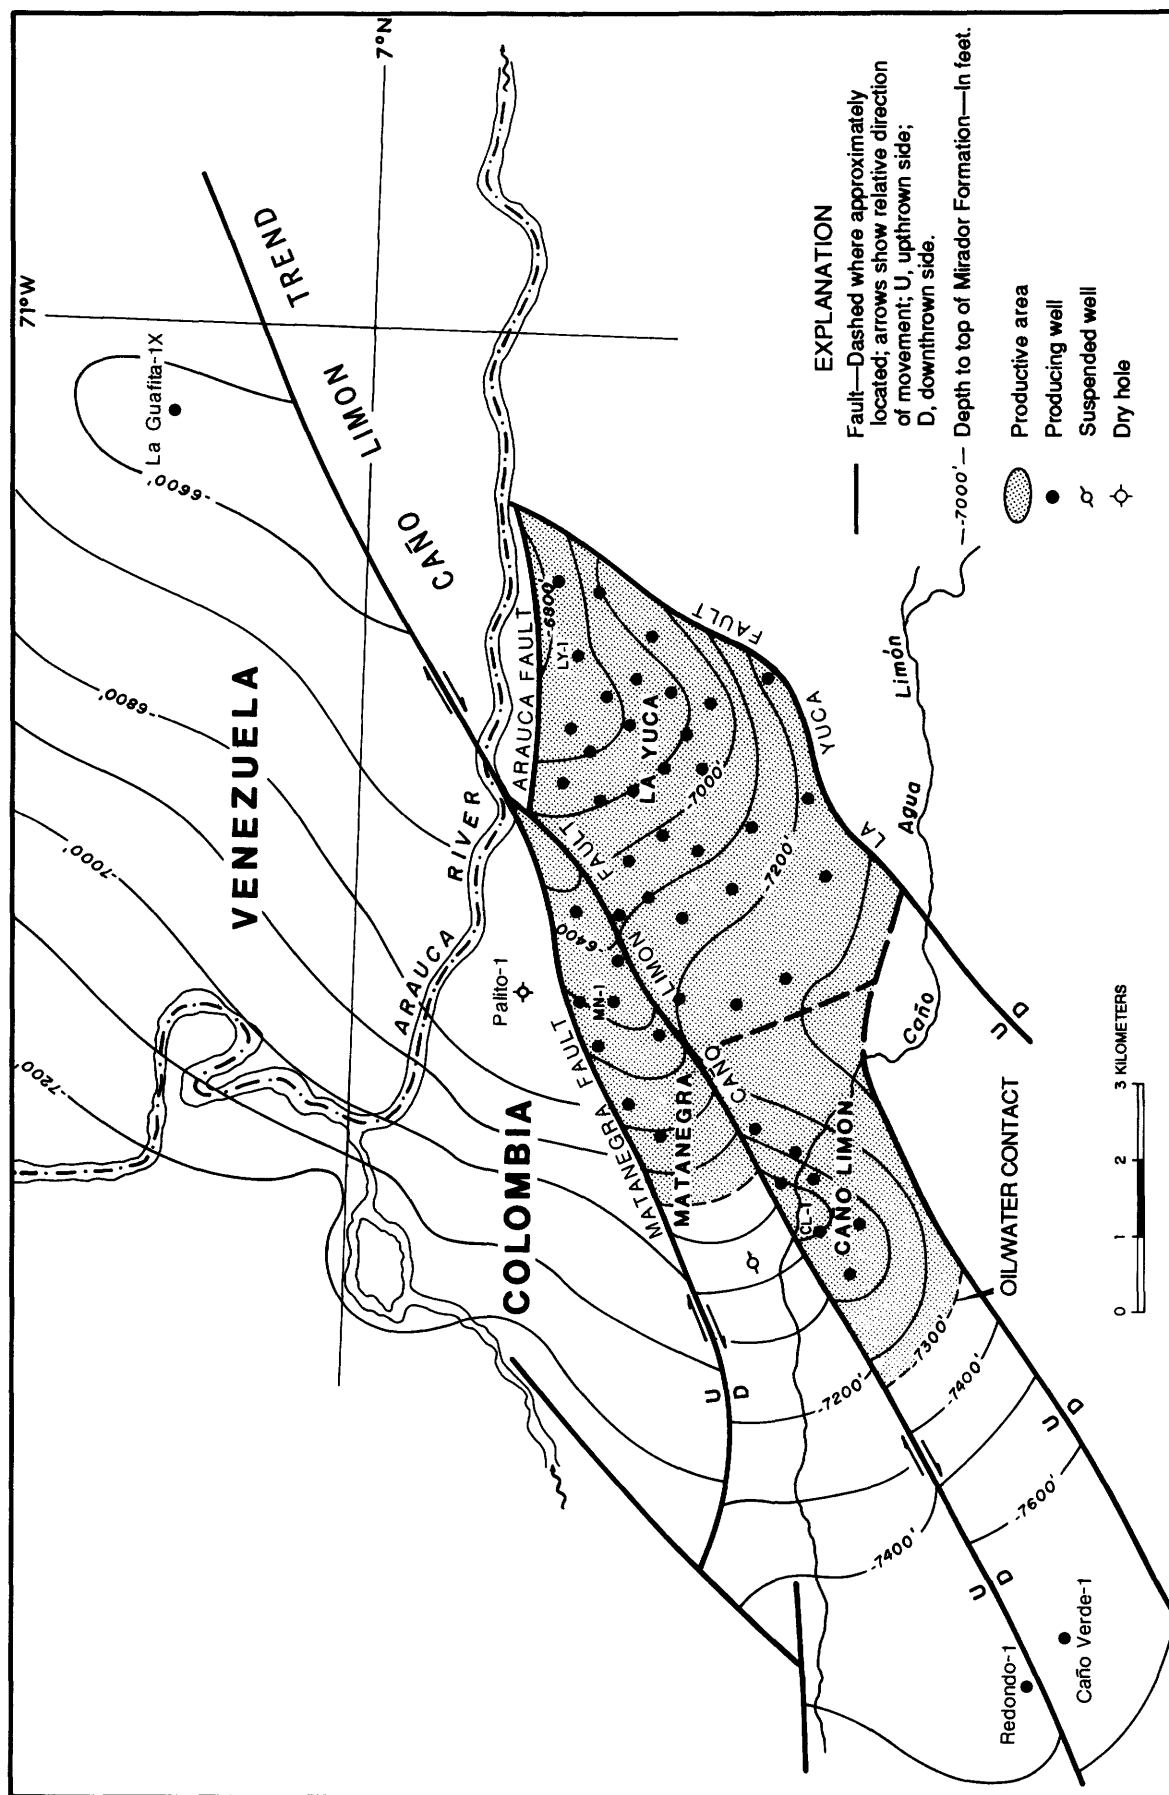 71°W
7°N
La Guafita-1X
-6600'
-6800'
-7000'
-7200'
VENEZUELA
CAÑO LIMON TREND
ARAUCA RIVER
Palito-1
COLOMBIA
ARAUCA FAULT
-6800'
LY-1
LA YUCA
-7000'
-7200'
LA YUCA FAULT
CAÑO LIMON FAULT
-6400'
MN-1
MATANEGRA FAULT
MATANEGRA
CL-1
CAÑO LIMON
-7300'
-7400'
-7600'
-7200'
-7400'
U
D
U
D
U
D
U
D
Caño Agua Limón
OIL/WATER CONTACT
Redondo-1
Caño Verde-1
0 1 2 3 KILOMETERS
EXPLANATION
Fault—Dashed where approximately
located; arrows show relative direction
of movement; U, upthrown side;
D, downthrown side.
—-7000'— Depth to top of Mirador Formation—In feet.
Productive area
Producing well
Suspended well
Dry hole